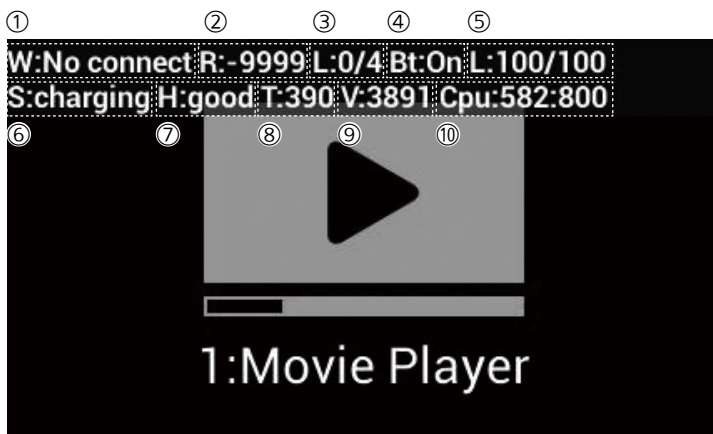 ① ② ③ ④ ⑤
W:No connect R:-9999 L:0/4 Bt:On L:100/100
S:charging H:good T:390 V:3891 Cpu:582:800
⑥ ⑦ ⑧ ⑨ ⑩
1:Movie Player